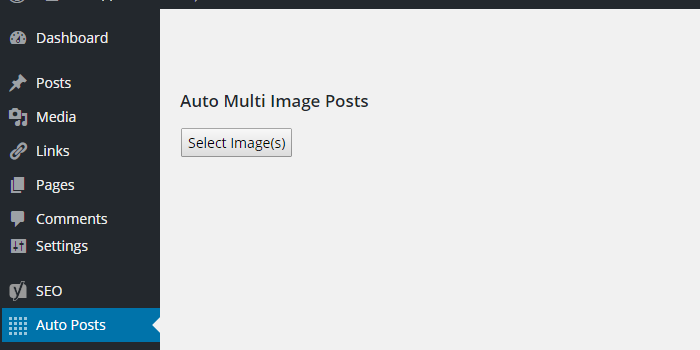 Dashboard
Posts
Media
Links
Pages
Comments
Settings
SEO
Auto Posts
Auto Multi Image Posts
Select Image(s)